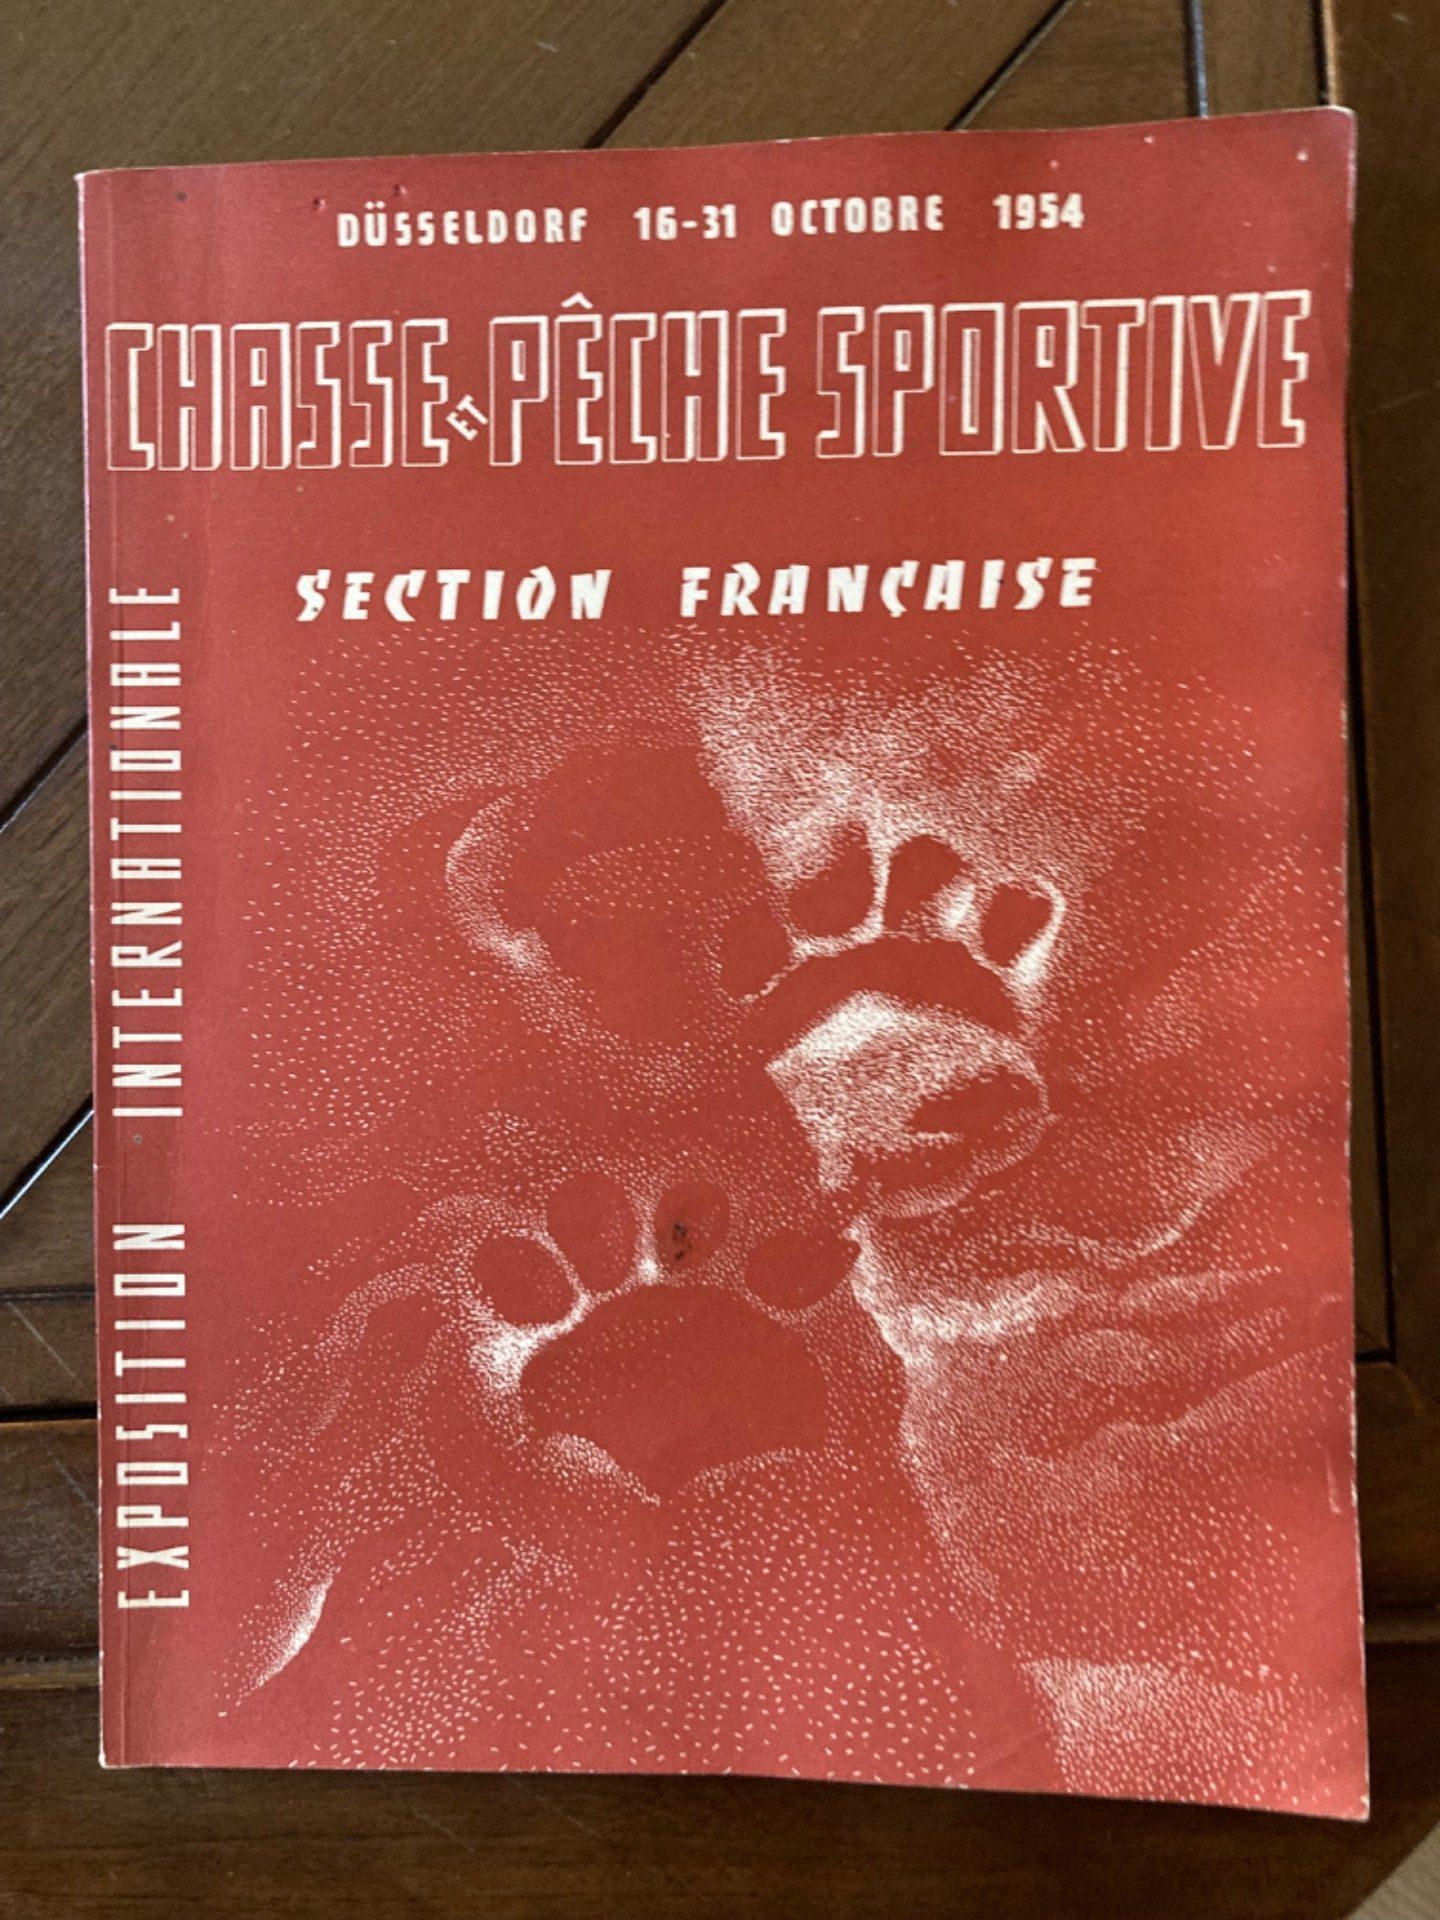 DÜSSELDORF 16-31 OCTOBRE 1954
CHASSE ET PÊCHE SPORTIVE
SECTION FRANÇAISE
EXPOSITION INTERNATIONALE